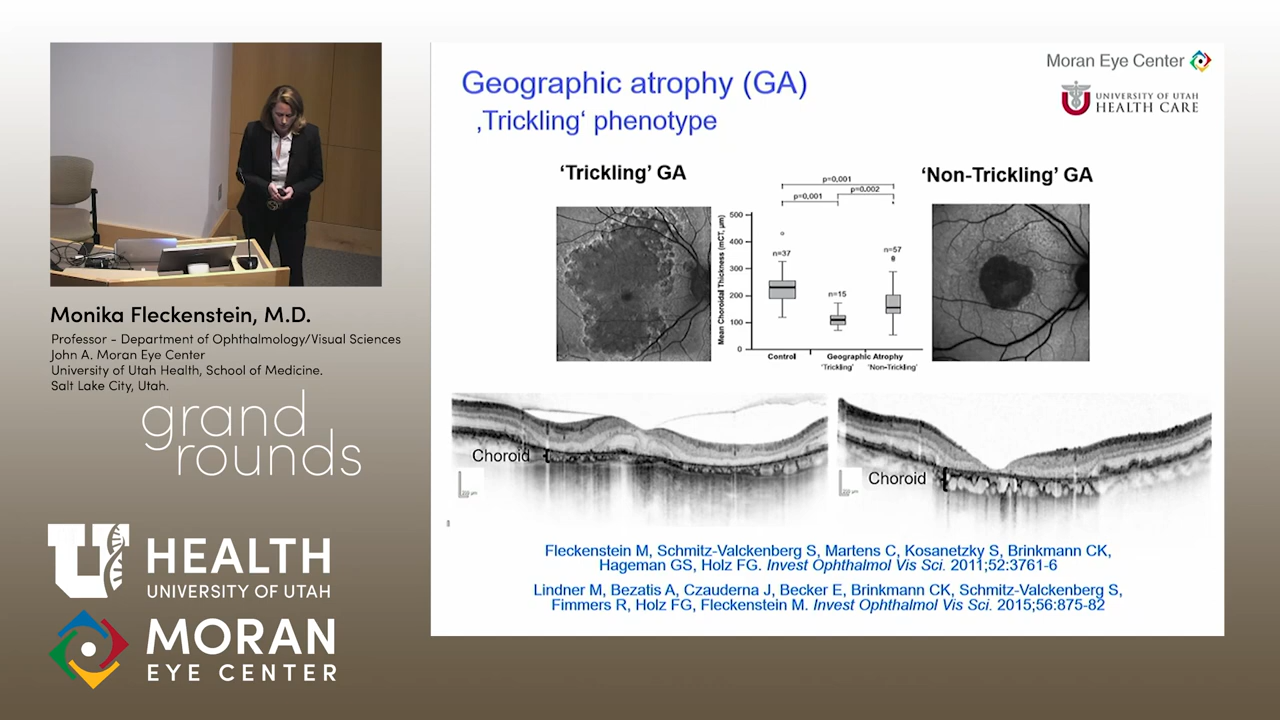 Monika Fleckenstein, M.D.
Professor - Department of Ophthalmology/Visual Sciences
John A. Moran Eye Center
University of Utah Health, School of Medicine.
Salt Lake City, Utah.
grand
rounds
U HEALTH
UNIVERSITY OF UTAH
MORAN
EYE CENTER
Geographic atrophy (GA)
‚Trickling‘ phenotype
Moran Eye Center
UNIVERSITY OF UTAH
HEALTH CARE
‘Trickling’ GA
‘Non-Trickling’ GA
p=0,001
p=0,001
p=0,002
Mean Choroidal Thickness (mCT, µm)
500
400
300
200
100
0
n=37
n=15
n=57
Control
Geographic Atrophy
'Trickling'
'Non-Trickling'
Choroid
200 µm
Choroid
200 µm
Fleckenstein M, Schmitz-Valckenberg S, Martens C, Kosanetzky S, Brinkmann CK,
Hageman GS, Holz FG. Invest Ophthalmol Vis Sci. 2011;52:3761-6
Lindner M, Bezatis A, Czauderna J, Becker E, Brinkmann CK, Schmitz-Valckenberg S,
Fimmers R, Holz FG, Fleckenstein M. Invest Ophthalmol Vis Sci. 2015;56:875-82